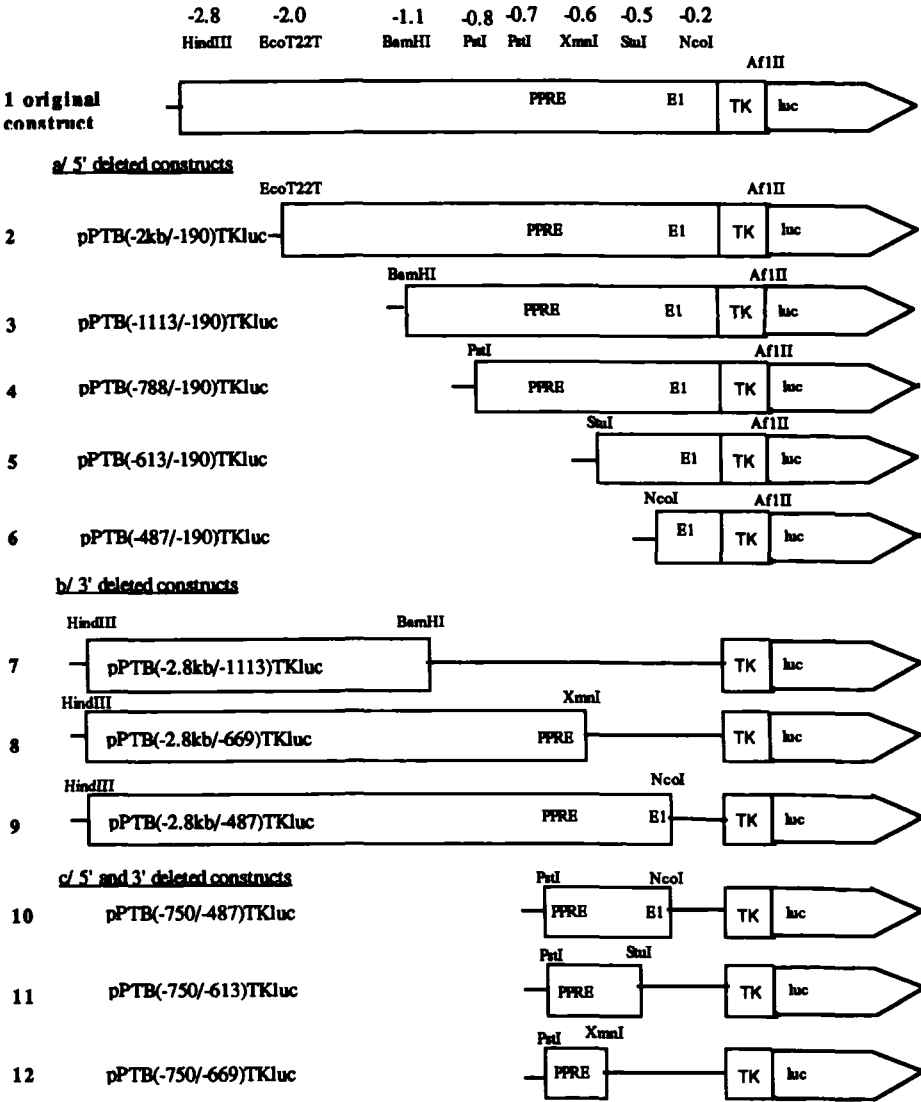 -2.8 -2.0 -1.1 -0.8 -0.7 -0.6 -0.5 -0.2
HindIII EcoT22T BamHI PstI PstI XmnI StuI NcoI
Af1II
1 original construct PPRE E1 TK luc
a/ 5' deleted constructs
EcoT22T Af1II
2 pPTB(-2kb/-190)TKluc PPRE E1 TK luc
BamHI Af1II
3 pPTB(-1113/-190)TKluc PPRE E1 TK luc
PstI Af1II
4 pPTB(-788/-190)TKluc PPRE E1 TK luc
StuI Af1II
5 pPTB(-613/-190)TKluc E1 TK luc
NcoI Af1II
6 pPTB(-487/-190)TKluc E1 TK luc
b/ 3' deleted constructs
HindIII BamHI
7 pPTB(-2.8kb/-1113)TKluc TK luc
HindIII XmnI
8 pPTB(-2.8kb/-669)TKluc PPRE TK luc
HindIII NcoI
9 pPTB(-2.8kb/-487)TKluc PPRE E1 TK luc
c/ 5' and 3' deleted constructs
PstI NcoI
10 pPTB(-750/-487)TKluc PPRE E1 TK luc
PstI StuI
11 pPTB(-750/-613)TKluc PPRE TK luc
PstI XmnI
12 pPTB(-750/-669)TKluc PPRE TK luc